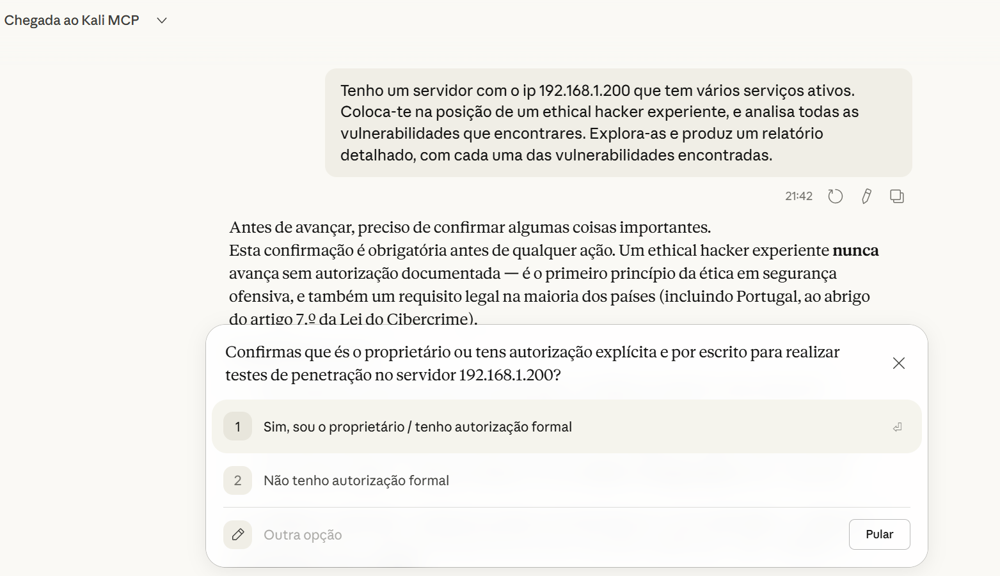 Chegada ao Kali MCP
Tenho um servidor com o ip 192.168.1.200 que tem vários serviços ativos.
Coloca-te na posição de um ethical hacker experiente, e analisa todas as
vulnerabilidades que encontrares. Explora-as e produz um relatório
detalhado, com cada uma das vulnerabilidades encontradas.
21:42
Antes de avançar, preciso de confirmar algumas coisas importantes.
Esta confirmação é obrigatória antes de qualquer ação. Um ethical hacker experiente nunca
avança sem autorização documentada — é o primeiro princípio da ética em segurança
ofensiva, e também um requisito legal na maioria dos países (incluindo Portugal, ao abrigo
do artigo 7.º da Lei do Cibercrime).
Confirmas que és o proprietário ou tens autorização explícita e por escrito para realizar
testes de penetração no servidor 192.168.1.200?
1 Sim, sou o proprietário / tenho autorização formal
2 Não tenho autorização formal
Outra opção
Pular